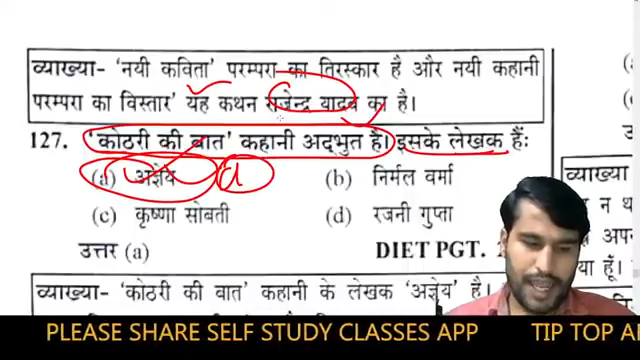 व्याख्या- 'नयी कविता' परम्परा का तिरस्कार है और नयी कहानी
परम्परा का विस्तार' यह कथन राजेन्द्र यादव का है।
127. 'कोठरी की बात' कहानी अद्भुत है। इसके लेखक हैंः
(a) अज्ञेय
(b) निर्मल वर्मा
(c) कृष्णा सोबती
(d) रजनी गुप्ता
उत्तर (a)
DIET PGT.
व्याख्या- 'कोठरी की बात' कहानी के लेखक 'अज्ञेय' है।
व्याख्या
न थ
अपन
या हूँ।
PLEASE SHARE SELF STUDY CLASSES APP
TIP TOP